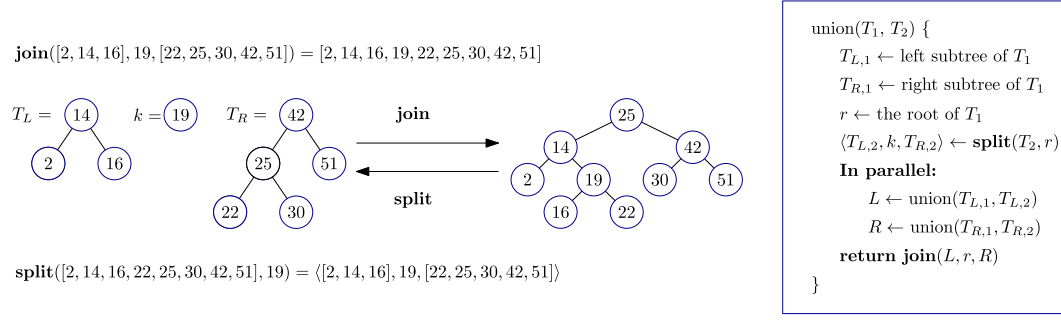 join([2, 14, 16], 19, [22, 25, 30, 42, 51]) = [2, 14, 16, 19, 22, 25, 30, 42, 51]
T_L = 14 k = 19 T_R = 42 join 25
14 42
2 16 25 51 2 19 30 51
split
22 30 16 22
split([2, 14, 16, 22, 25, 30, 42, 51], 19) = ⟨[2, 14, 16], 19, [22, 25, 30, 42, 51]⟩
union(T_1, T_2) {
T_{L,1} ← left subtree of T_1
T_{R,1} ← right subtree of T_1
r ← the root of T_1
⟨T_{L,2}, k, T_{R,2}⟩ ← split(T_2, r)
In parallel:
L ← union(T_{L,1}, T_{L,2})
R ← union(T_{R,1}, T_{R,2})
return join(L, r, R)
}